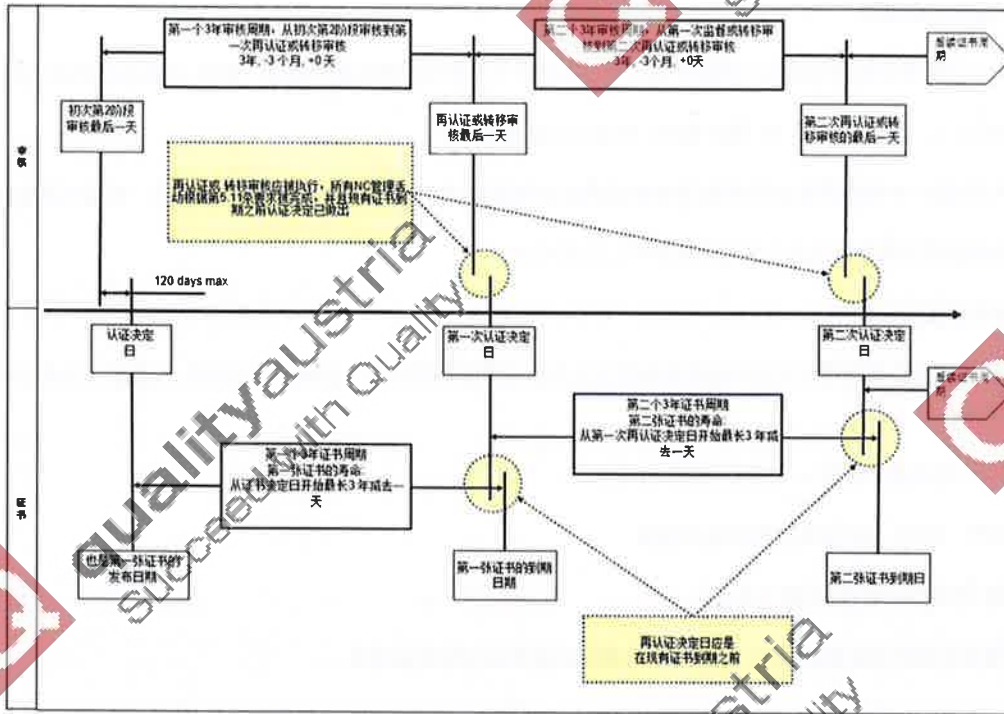 第一个3年审核周期，从初次第2阶段审核到第
一次再认证或转移审核
3年, -3 个月, +0天
第二个3年审核周期，从第一次监督或转移审
核到第二次再认证或转移审核
3年, -3个月, +0天
初次第2阶段
审核最后一天
再认证或转移审
核最后一天
第二次再认证或转
移审核的最后一天
审核
再认证或 转移审核应被执行，所有NC管理活
动根据第5.11条要求被完成，并且现有证书到
期之前认证决定已做出
120 days max
认证决定
日
第一次认证决定
日
第二次认证决定
日
第二个3年证书周期
第二张证书的寿命
从第一次再认证决定日开始最长3 年减
去一天
第一个3年证书周期
第一张证书的寿命:
从证书决定日开始最长3 年减去一
天
证书
也是第一张证书的
发布日期
第一张证书的到期
日期
第二张证书到期日
再认证决定日应是
在现有证书到期之前
qualityaustria
Succeed with Quality